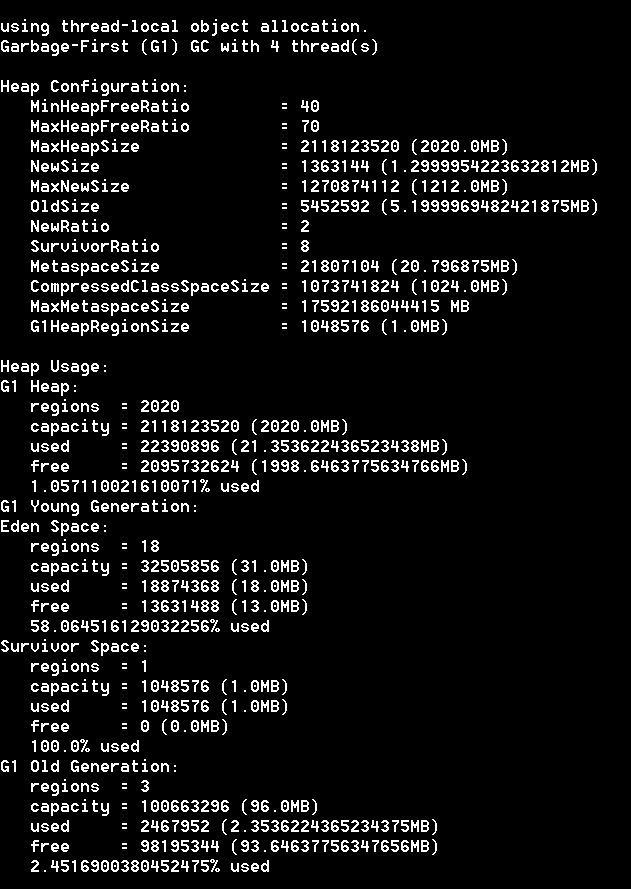 using thread-local object allocation.
Garbage-First (G1) GC with 4 thread(s)
Heap Configuration:
MinHeapFreeRatio = 40
MaxHeapFreeRatio = 70
MaxHeapSize = 2118123520 (2020.0MB)
NewSize = 1363144 (1.2999954223632812MB)
MaxNewSize = 1270874112 (1212.0MB)
OldSize = 5452592 (5.1999969482421875MB)
NewRatio = 2
SurvivorRatio = 8
MetaspaceSize = 21807104 (20.796875MB)
CompressedClassSpaceSize = 1073741824 (1024.0MB)
MaxMetaspaceSize = 17592186044415 MB
G1HeapRegionSize = 1048576 (1.0MB)
Heap Usage:
G1 Heap:
regions = 2020
capacity = 2118123520 (2020.0MB)
used = 22390896 (21.353622436523438MB)
free = 2095732624 (1998.6463775634766MB)
1.057110021610071% used
G1 Young Generation:
Eden Space:
regions = 18
capacity = 32505856 (31.0MB)
used = 18874368 (18.0MB)
free = 13631488 (13.0MB)
58.064516129032256% used
Survivor Space:
regions = 1
capacity = 1048576 (1.0MB)
used = 1048576 (1.0MB)
free = 0 (0.0MB)
100.0% used
G1 Old Generation:
regions = 3
capacity = 100663296 (96.0MB)
used = 2467952 (2.3536224365234375MB)
free = 98195344 (93.64637756347656MB)
2.4516900380452475% used